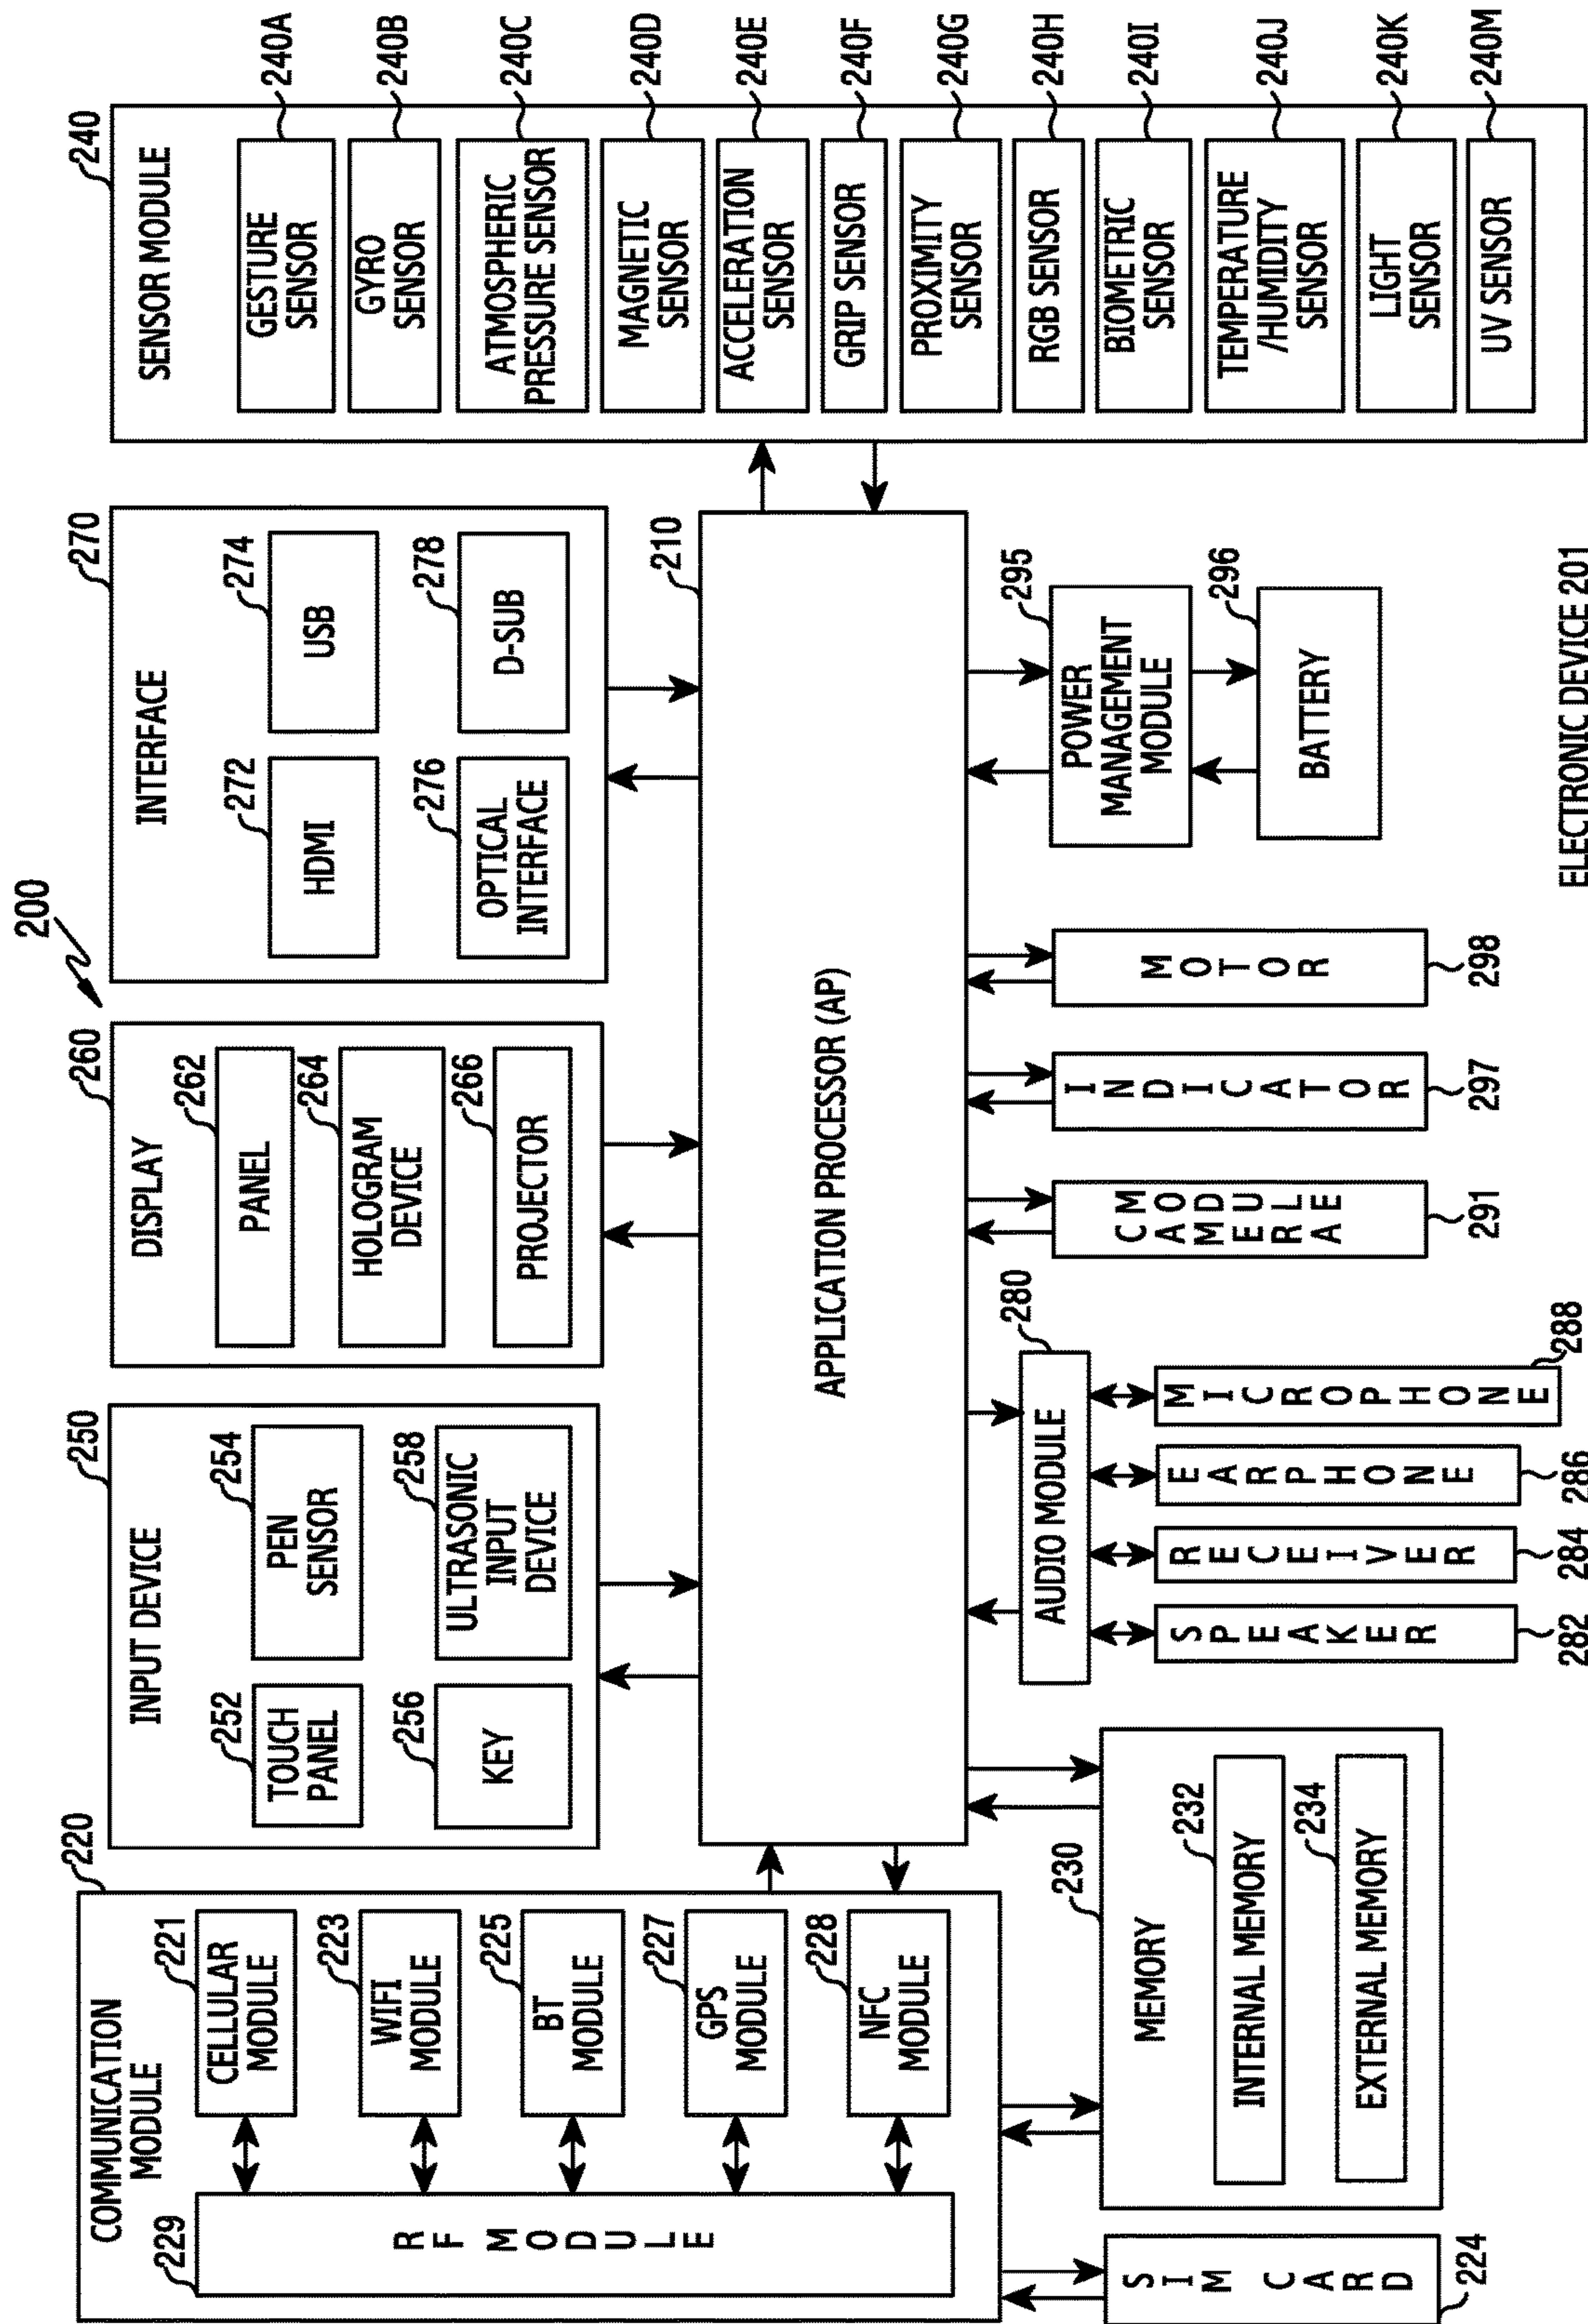 200
COMMUNICATION
MODULE
220
229
RF MODULE
CELLULAR
MODULE
221
WIFI
MODULE
223
BT
MODULE
225
GPS
MODULE
227
NFC
MODULE
228
SIM CARD
224
INPUT DEVICE
250
TOUCH
PANEL
252
PEN
SENSOR
254
KEY
256
ULTRASONIC
INPUT
DEVICE
258
DISPLAY
260
PANEL
262
HOLOGRAM
DEVICE
264
PROJECTOR
266
INTERFACE
270
HDMI
272
USB
274
OPTICAL
INTERFACE
276
D-SUB
278
SENSOR MODULE
240
GESTURE
SENSOR
240A
GYRO
SENSOR
240B
ATMOSPHERIC
PRESSURE SENSOR
240C
MAGNETIC
SENSOR
240D
ACCELERATION
SENSOR
240E
GRIP SENSOR
240F
PROXIMITY
SENSOR
240G
RGB SENSOR
240H
BIOMETRIC
SENSOR
240I
TEMPERATURE
/HUMIDITY
SENSOR
240J
LIGHT
SENSOR
240K
UV SENSOR
240M
APPLICATION PROCESSOR (AP)
210
MEMORY
230
INTERNAL MEMORY
232
EXTERNAL MEMORY
234
AUDIO MODULE
280
SPEAKER
282
RECEIVER
284
EARPHONE
286
MICROPHONE
288
CAMERA
MODULE
291
INDICATOR
297
MOTOR
298
POWER
MANAGEMENT
MODULE
295
BATTERY
296
ELECTRONIC DEVICE 201